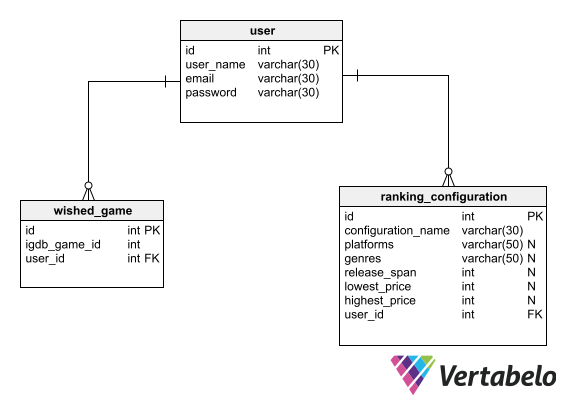 user
id int PK
user_name varchar(30)
email varchar(30)
password varchar(30)
wished_game
id int PK
igdb_game_id int
user_id int FK
ranking_configuration
id int PK
configuration_name varchar(30)
platforms varchar(50) N
genres varchar(50) N
release_span int N
lowest_price int N
highest_price int N
user_id int FK
Vertabelo